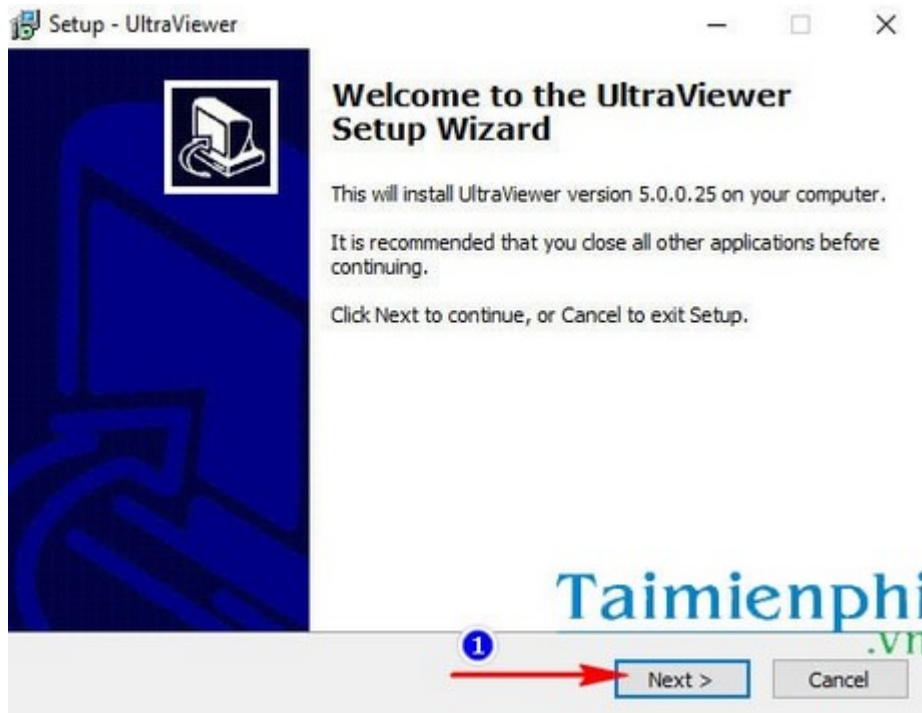 Setup - UltraViewer
Welcome to the UltraViewer
Setup Wizard
This will install UltraViewer version 5.0.0.25 on your computer.
It is recommended that you close all other applications before
continuing.
Click Next to continue, or Cancel to exit Setup.
Taimienphi
.vn
1
Next >
Cancel